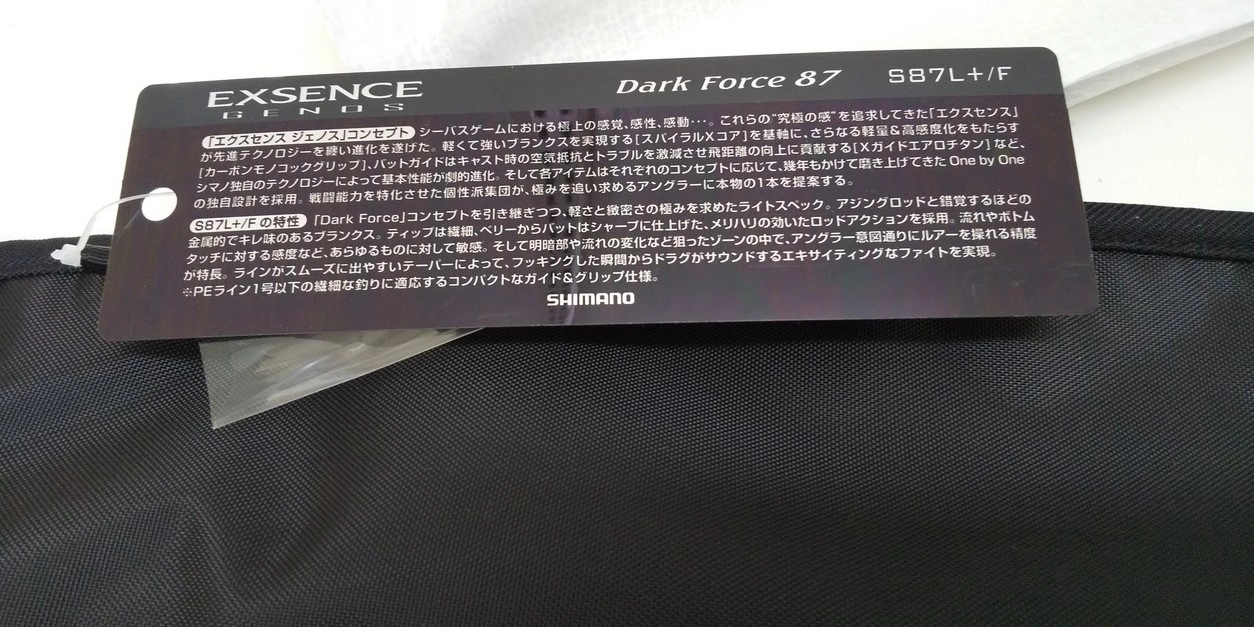 EXSENCE
GENOS
Dark Force 87
S87L+/F
「エクスセンス ジェノス」コンセプト シーバスゲームにおける極上の感覚、感性、感動･･･。これらの“究極の感”を追求してきた「エクスセンス」
が先進テクノロジーを纏い進化を遂げた。軽くて強いブランクスを実現する[スパイラルXコア]を基軸に、さらなる軽量&高感度化をもたらす
[カーボンモノコックグリップ]、バットガイドはキャスト時の空気抵抗とトラブルを激減させ飛距離の向上に貢献する[Xガイドエアロチタン]など、
シマノ独自のテクノロジーによって基本性能が劇的進化。そして各アイテムはそれぞれのコンセプトに応じて、幾年もかけて磨き上げてきた One by One
の独自設計を採用。戦闘能力を特化させた個性派集団が、極みを追い求めるアングラーに本物の1本を提案する。
S87L+/F の特性 「Dark Force」コンセプトを引き継ぎつつ、軽さと緻密さの極みを求めたライトスペック。アジングロッドと錯覚するほどの
金属的でキレ味のあるブランクス。ティップは繊細、ベリーからバットはシャープに仕上げた、メリハリの効いたロッドアクションを採用。流れやボトム
タッチに対する感度など、あらゆるものに対して敏感。そして明暗部や流れの変化など狙ったゾーンの中で、アングラー意図通りにルアーを操れる精度
が特長。ラインがスムーズに出やすいテーパーによって、フッキングした瞬間からドラグがサウンドするエキサイティングなファイトを実現。
※PEライン1号以下の繊細な釣りに適応するコンパクトなガイド&グリップ仕様。
SHIMANO